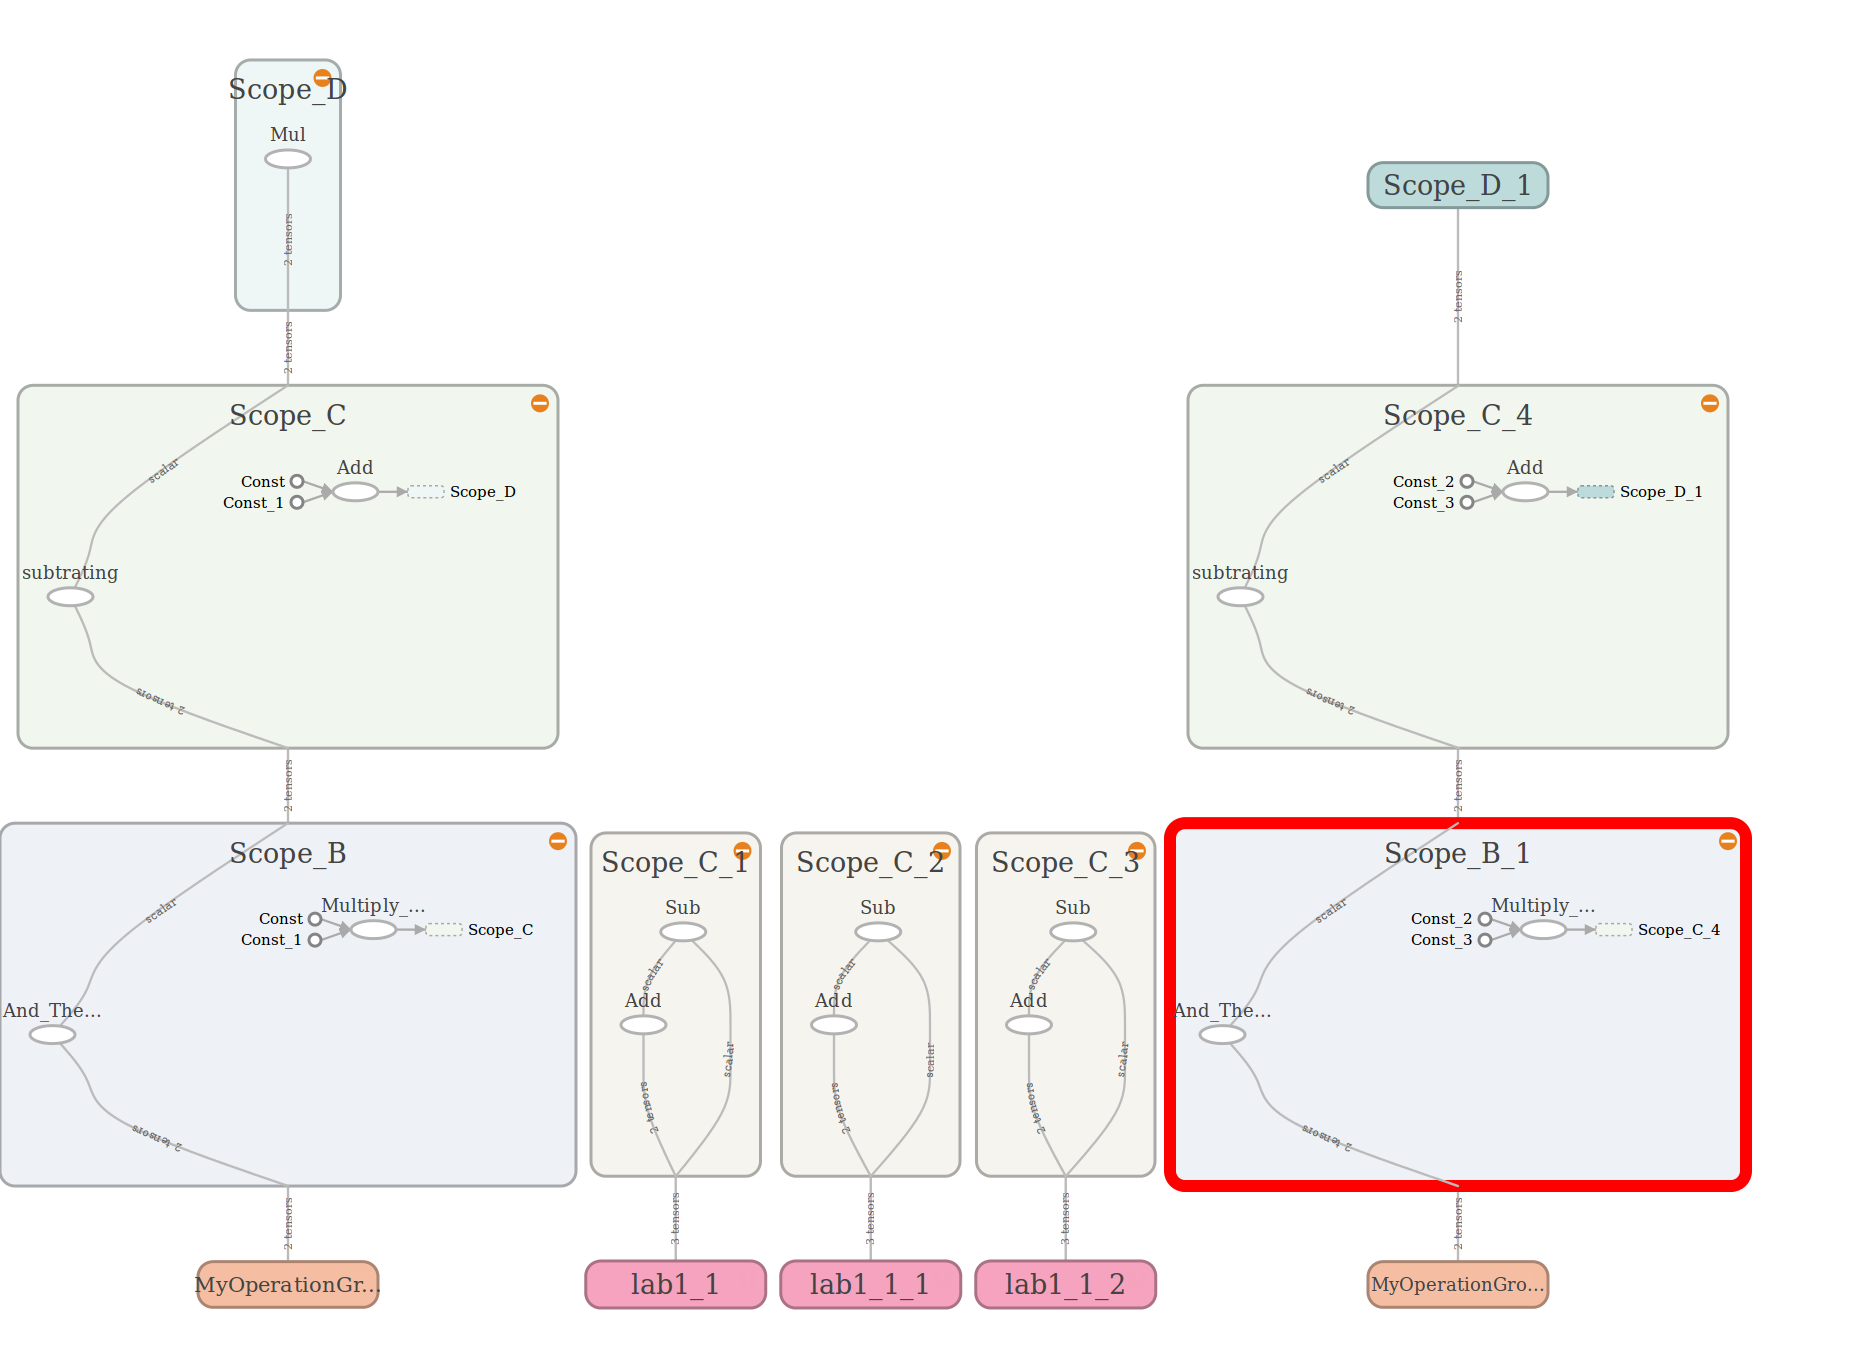 Scope_D
Mul
2 tensors
2 tensors
Scope_D_1
2 tensors
Scope_C
scalar
Add
Const
Const_1
Scope_D
subtrating
2 tensors
2 tensors
Scope_C_4
scalar
Add
Const_2
Const_3
Scope_D_1
subtrating
2 tensors
2 tensors
Scope_B
scalar
Multiply_...
Const
Const_1
Scope_C
And_The...
2 tensors
2 tensors
MyOperationGr...
Scope_C_1
Sub
scalar
Add
scalar
2 tensors
3 tensors
lab1_1
Scope_C_2
Sub
scalar
Add
scalar
2 tensors
3 tensors
lab1_1_1
Scope_C_3
Sub
scalar
Add
scalar
2 tensors
3 tensors
lab1_1_2
Scope_B_1
scalar
Multiply_...
Const_2
Const_3
Scope_C_4
And_The...
2 tensors
2 tensors
MyOperationGro...